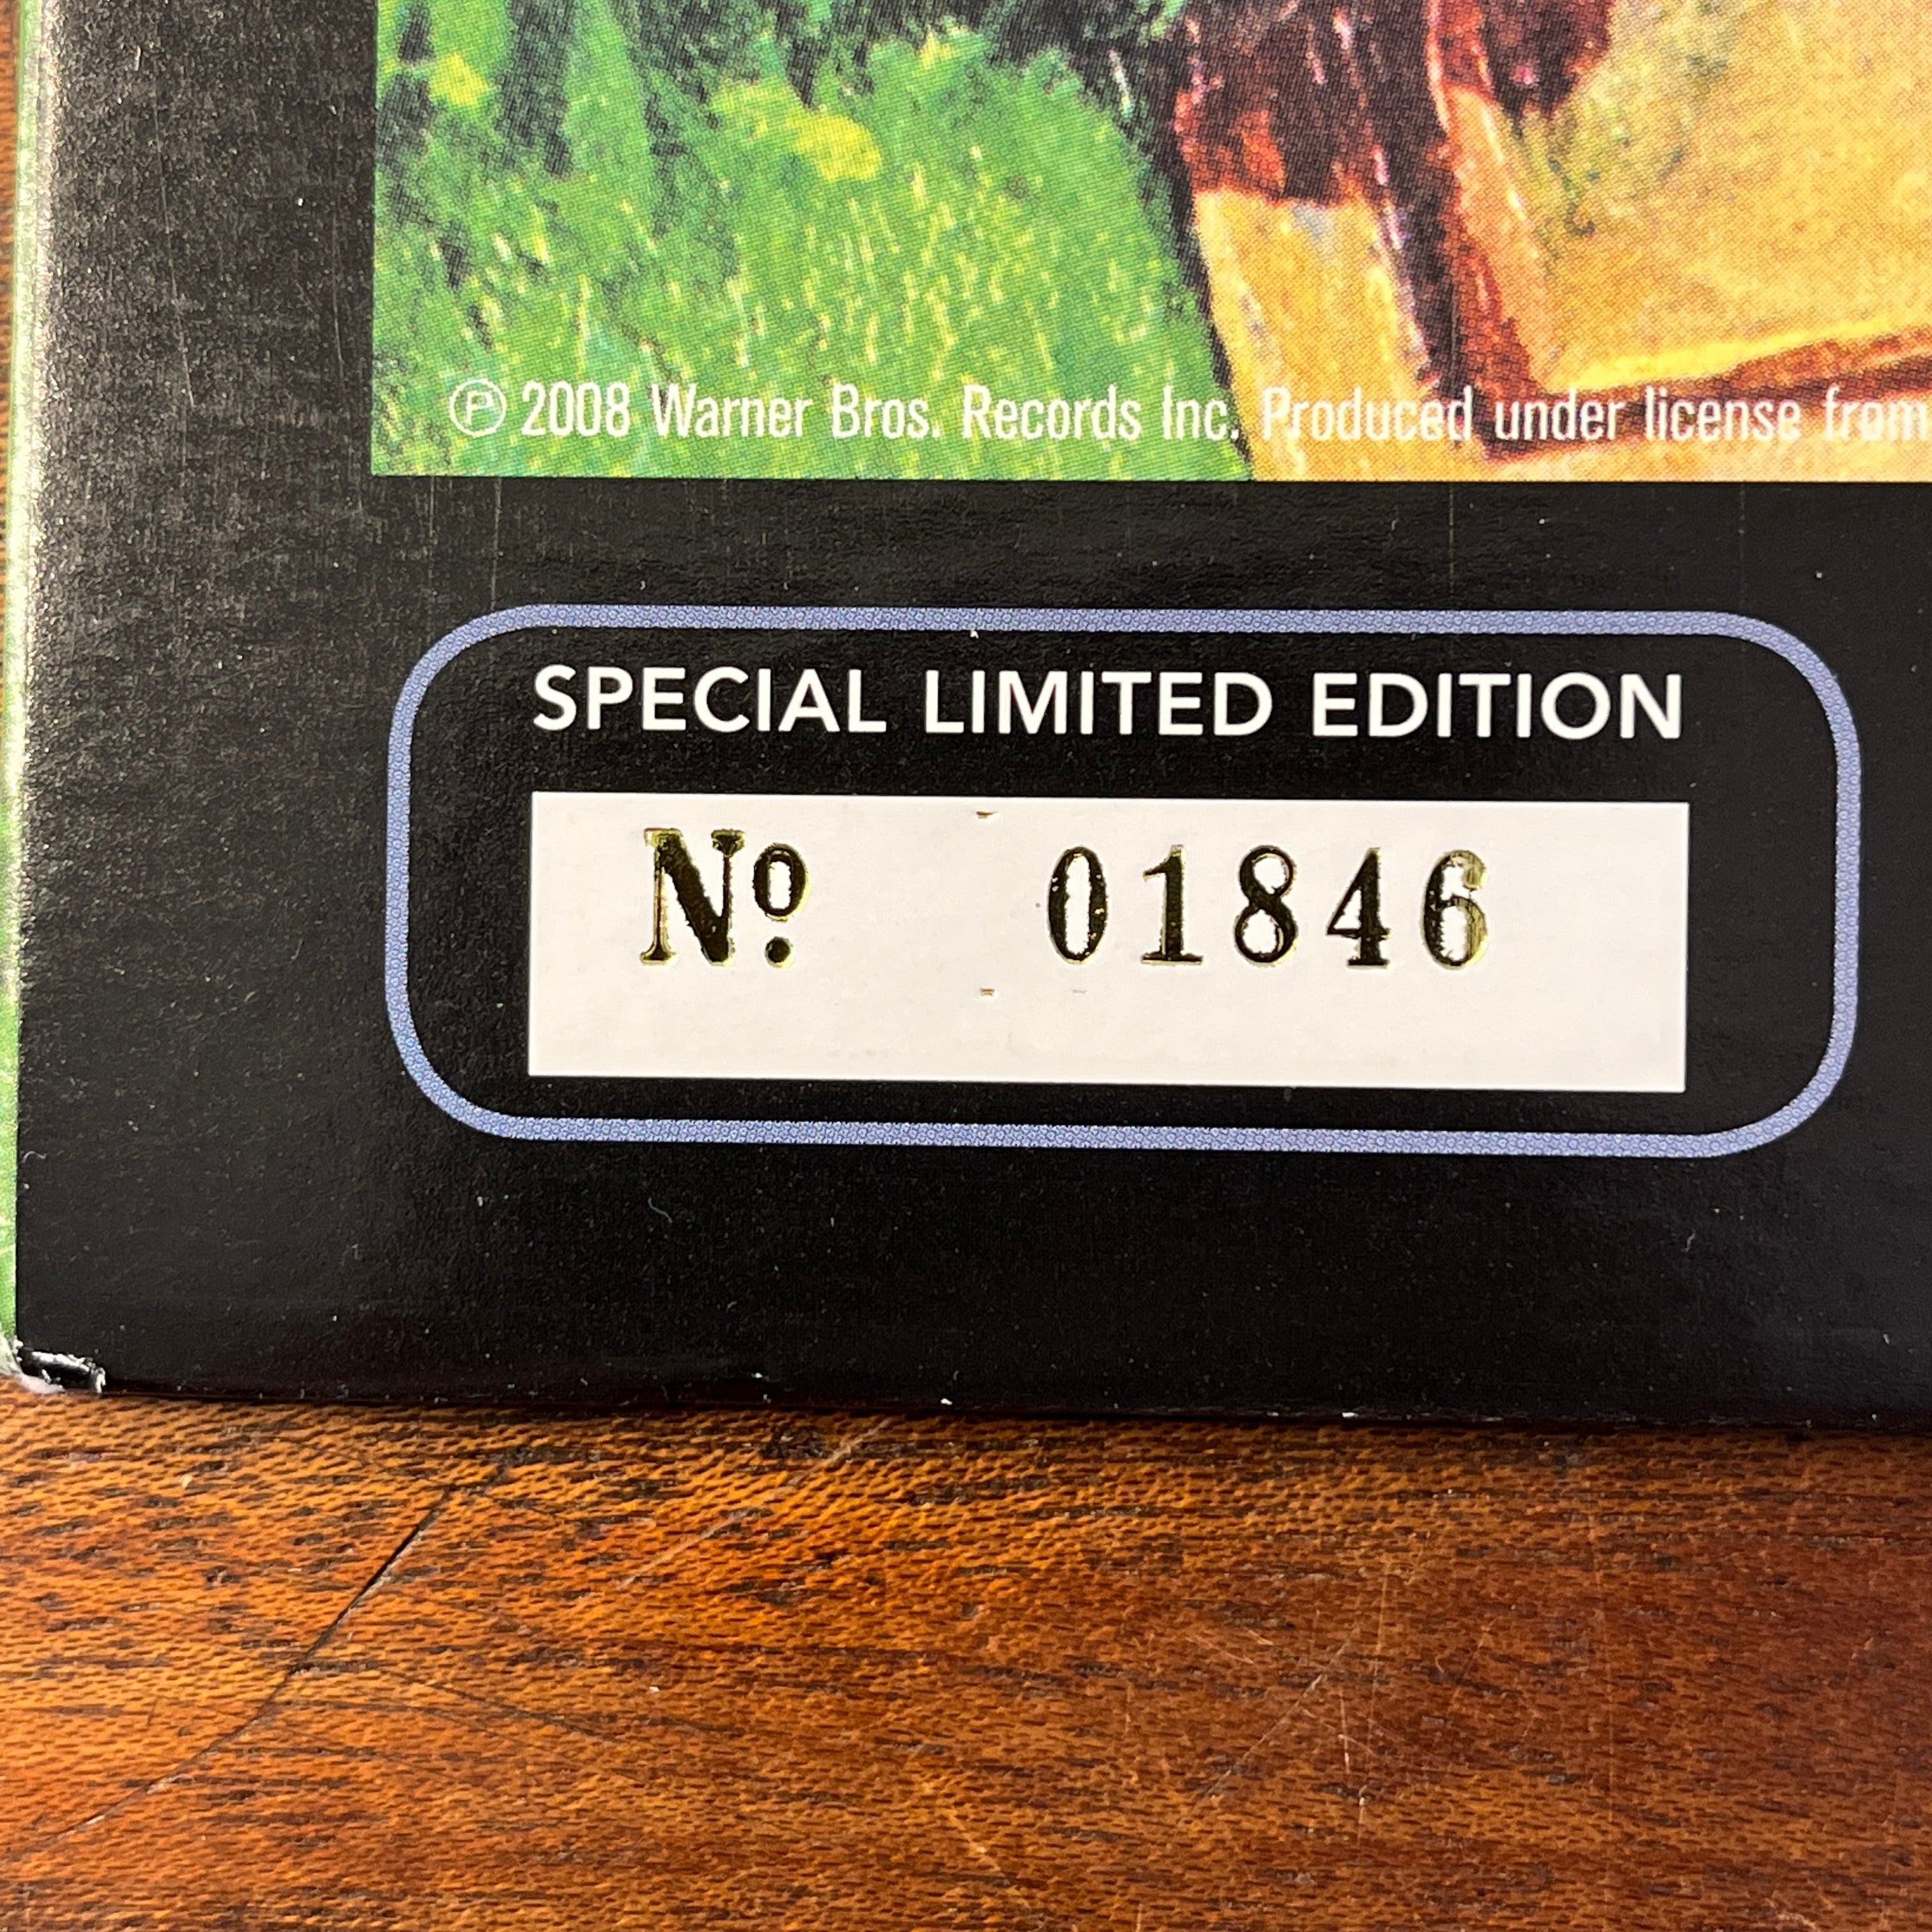 ℗ 2008 Warner Bros. Records Inc. Produced under license from
SPECIAL LIMITED EDITION
Nº 01846